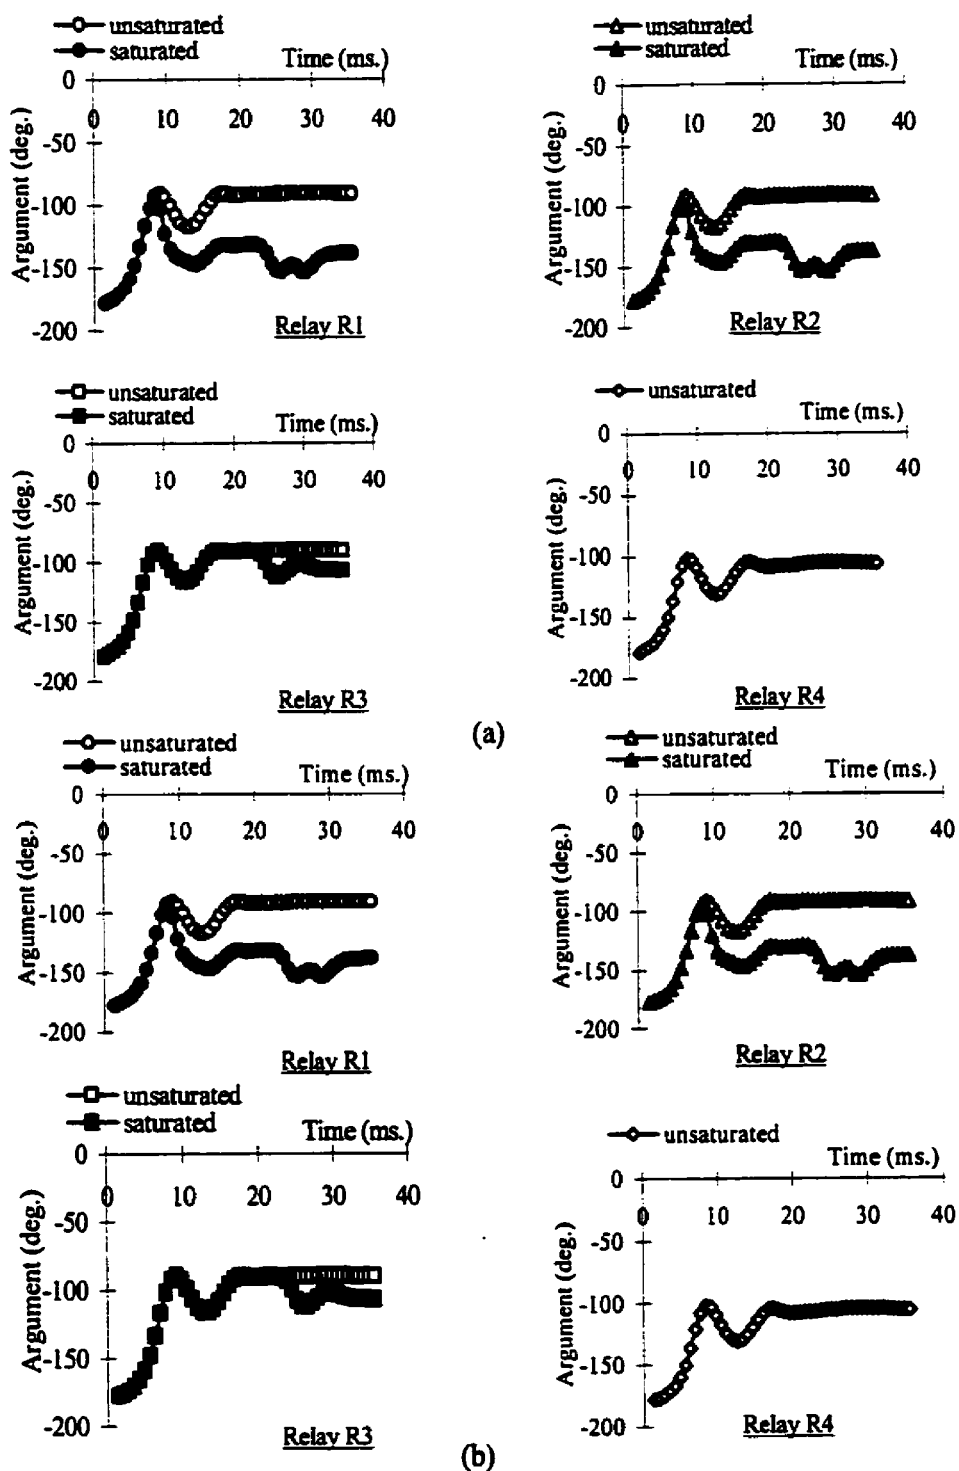 unsaturated
saturated
Time (ms.)
0
0 10 20 30 40
-50
-100
-150
-200
Argument (deg.)
Relay R1
unsaturated
saturated
Time (ms.)
0
0 10 20 30 40
-50
-100
-150
-200
Argument (deg.)
Relay R2
unsaturated
saturated
Time (ms.)
0
0 10 20 30 40
-50
-100
-150
-200
Argument (deg.)
Relay R3
unsaturated
Time (ms.)
0
0 10 20 30 40
-50
-100
-150
-200
Argument (deg.)
Relay R4
(a)
unsaturated
saturated
Time (ms.)
0
0 10 20 30 40
-50
-100
-150
-200
Argument (deg.)
Relay R1
unsaturated
saturated
Time (ms.)
0
0 10 20 30 40
-50
-100
-150
-200
Argument (deg.)
Relay R2
unsaturated
saturated
Time (ms.)
0
0 10 20 30 40
-50
-100
-150
-200
Argument (deg.)
Relay R3
unsaturated
Time (ms.)
0
0 10 20 30 40
-50
-100
-150
-200
Argument (deg.)
Relay R4
(b)